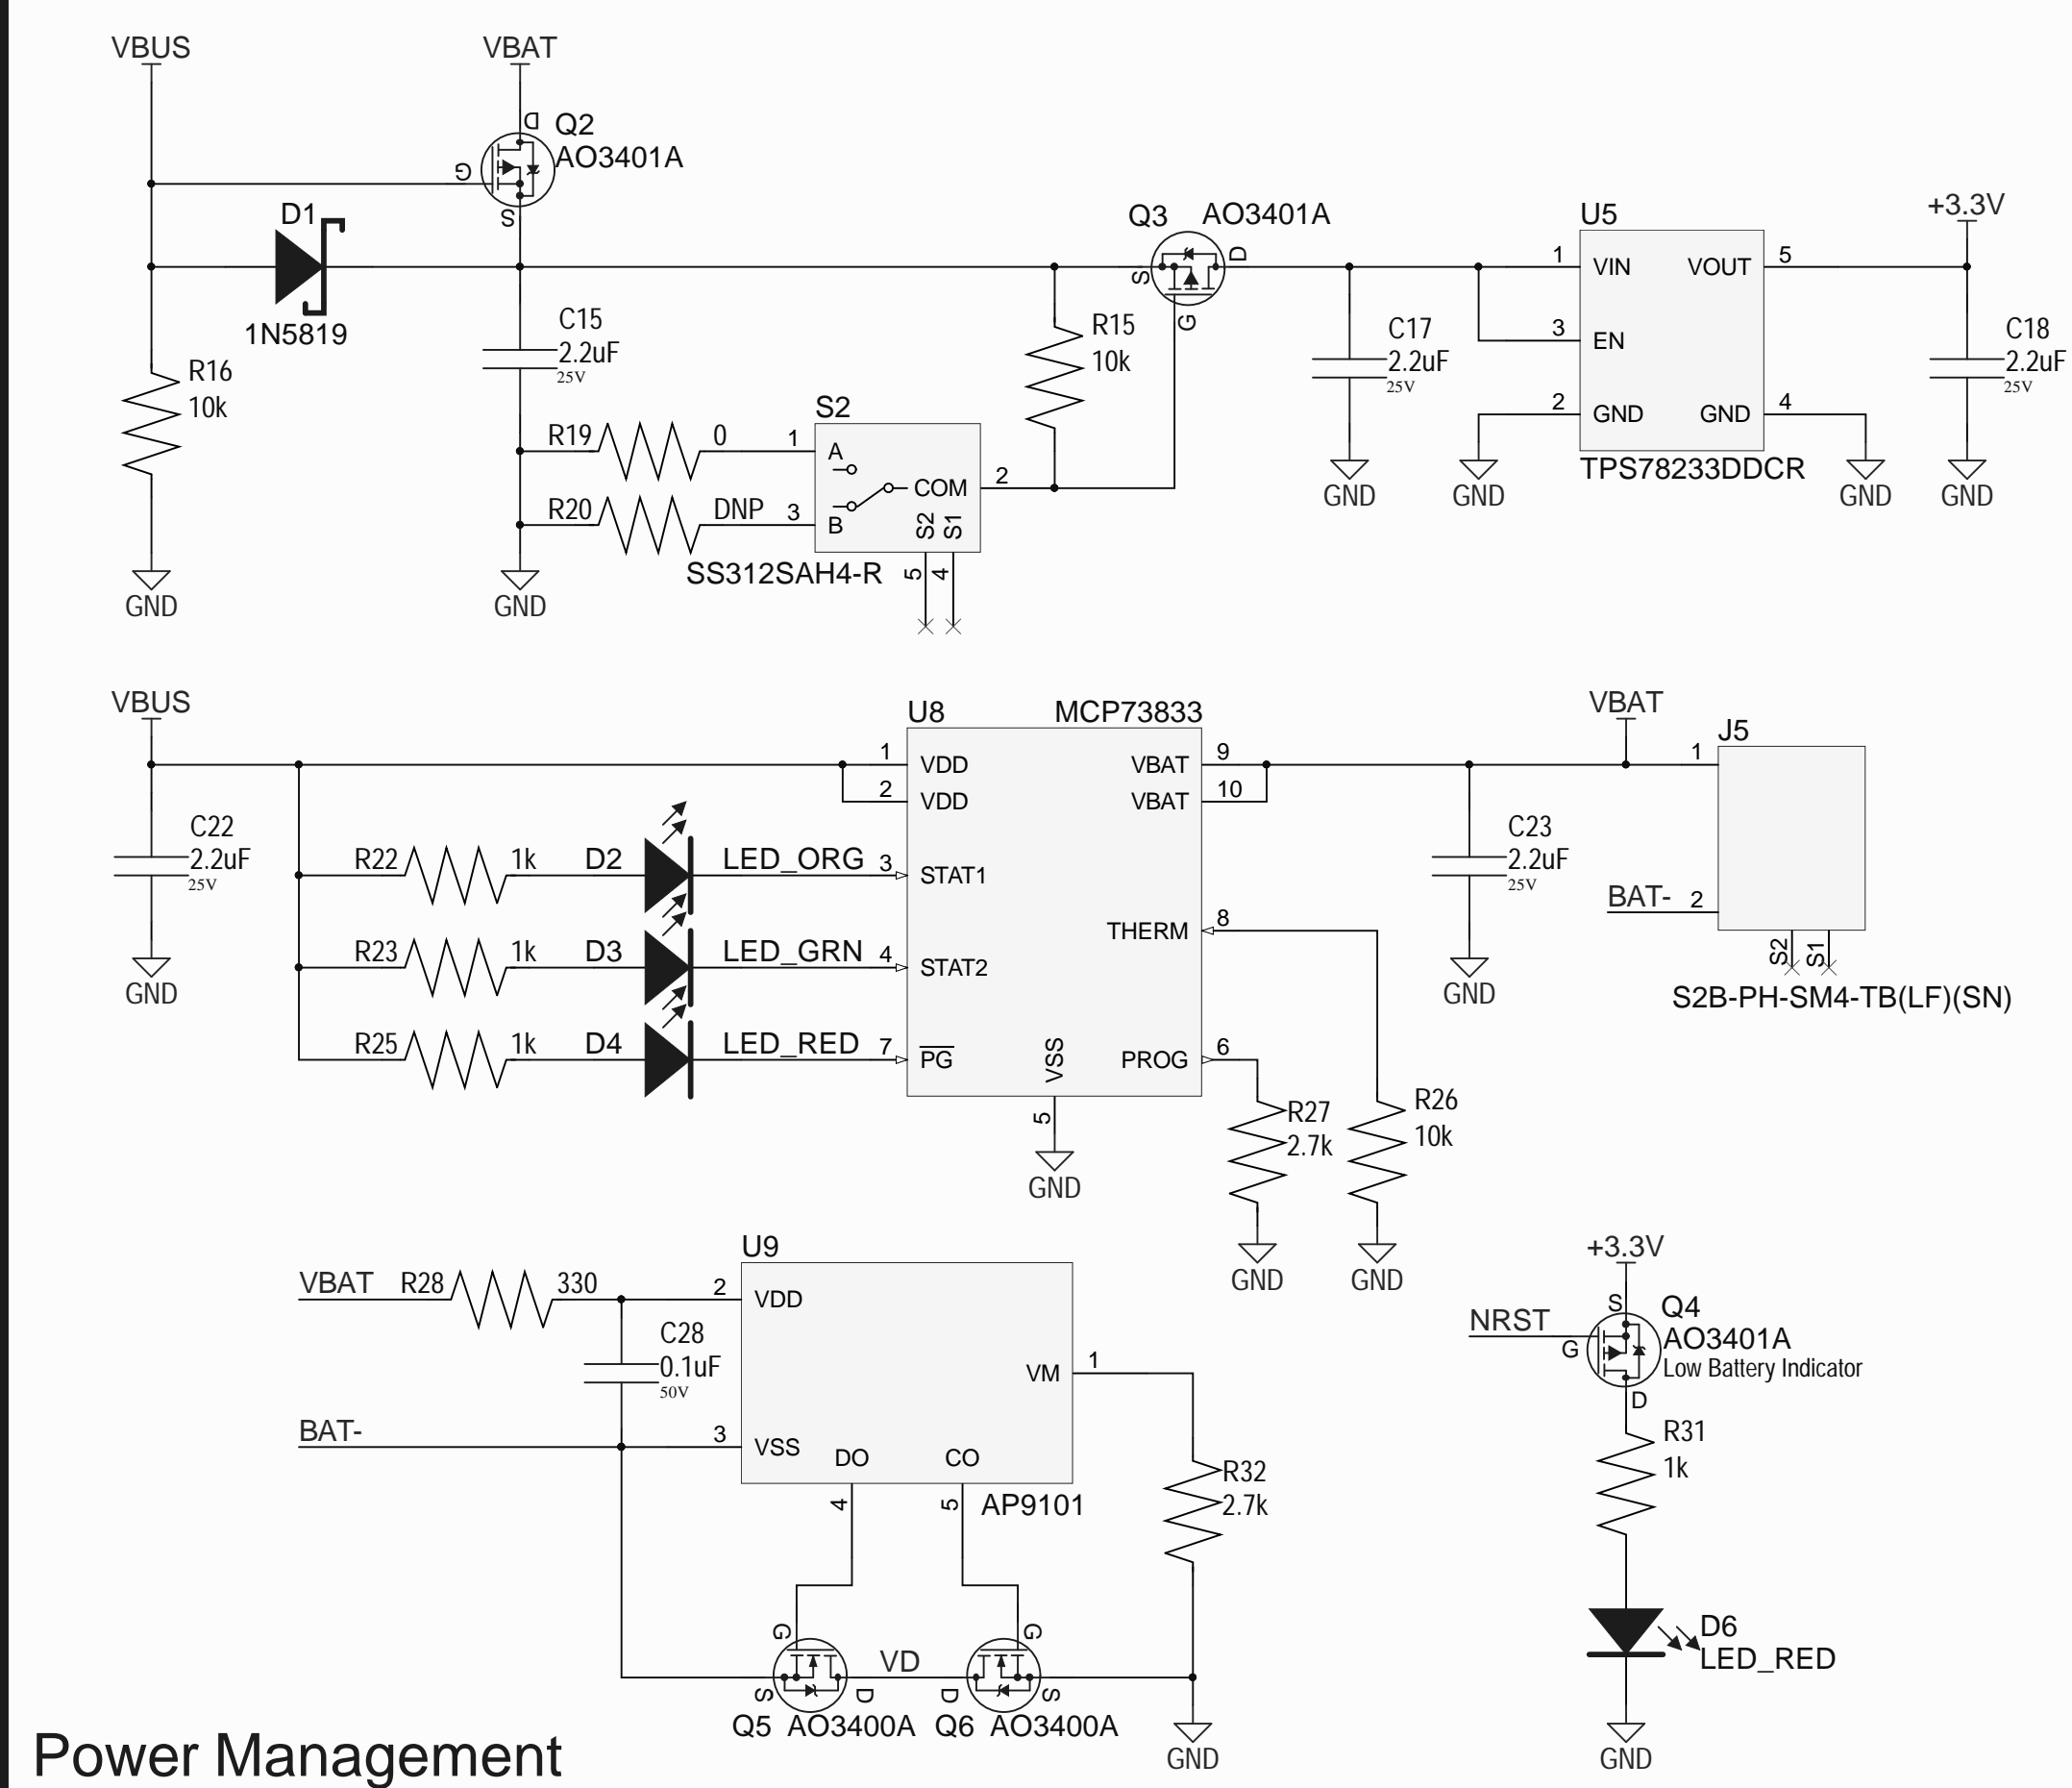 VBUS
VBAT
D
Q2
AO3401A
G
S
D1
1N5819
R16
10k
GND
C15
2.2uF
25V
R19
0
1
R20
DNP
3
S2
A
B
COM
2
S2
S1
5
4
SS312SAH4-R
GND
R15
10k
Q3
AO3401A
S
D
G
C17
2.2uF
25V
GND
U5
1
VIN
VOUT
5
3
EN
2
GND
GND
4
TPS78233DDCR
GND
GND
+3.3V
C18
2.2uF
25V
GND
VBUS
C22
2.2uF
25V
GND
R22
1k
D2
LED_ORG
3
R23
1k
D3
LED_GRN
4
R25
1k
D4
LED_RED
7
U8
MCP73833
1
VDD
2
VDD
STAT1
STAT2
PG
VSS
5
GND
VBAT
9
VBAT
10
THERM
8
PROG
6
R27
2.7k
GND
R26
10k
GND
C23
2.2uF
25V
GND
VBAT
J5
1
BAT-
2
S2
S1
S2B-PH-SM4-TB(LF)(SN)
VBAT
R28
330
2
C28
0.1uF
50V
BAT-
3
U9
VDD
VM
1
VSS
DO
CO
4
5
AP9101
R32
2.7k
G
S
D
Q5
AO3400A
VD
G
D
S
Q6
AO3400A
GND
+3.3V
NRST
S
G
D
Q4
AO3401A
Low Battery Indicator
R31
1k
D6
LED_RED
GND
Power Management